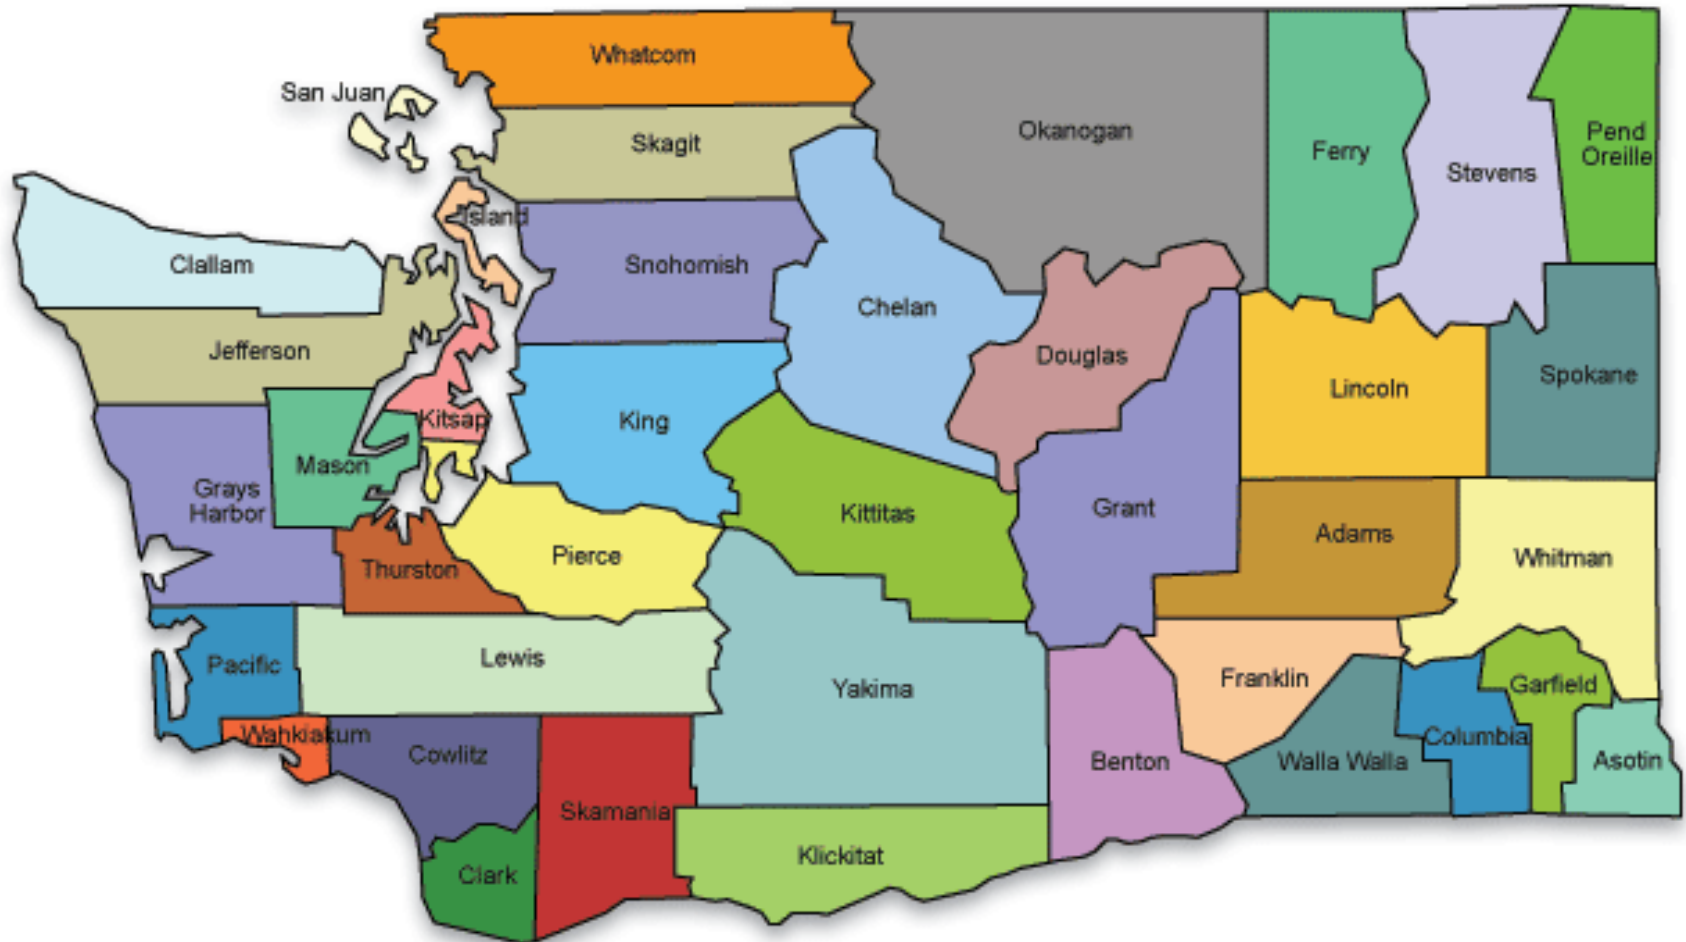 Whatcom
San Juan
Skagit
Okanogan
Ferry
Stevens
Pend
Oreille
Island
Clallam
Snohomish
Chelan
Jefferson
Douglas
Lincoln
Spokane
Kitsap
King
Mason
Grays
Harbor
Kittitas
Grant
Adams
Whitman
Thurston
Pierce
Pacific
Lewis
Yakima
Franklin
Garfield
Wahkiakum
Cowlitz
Columbia
Benton
Walla Walla
Asotin
Skamania
Klickitat
Clark